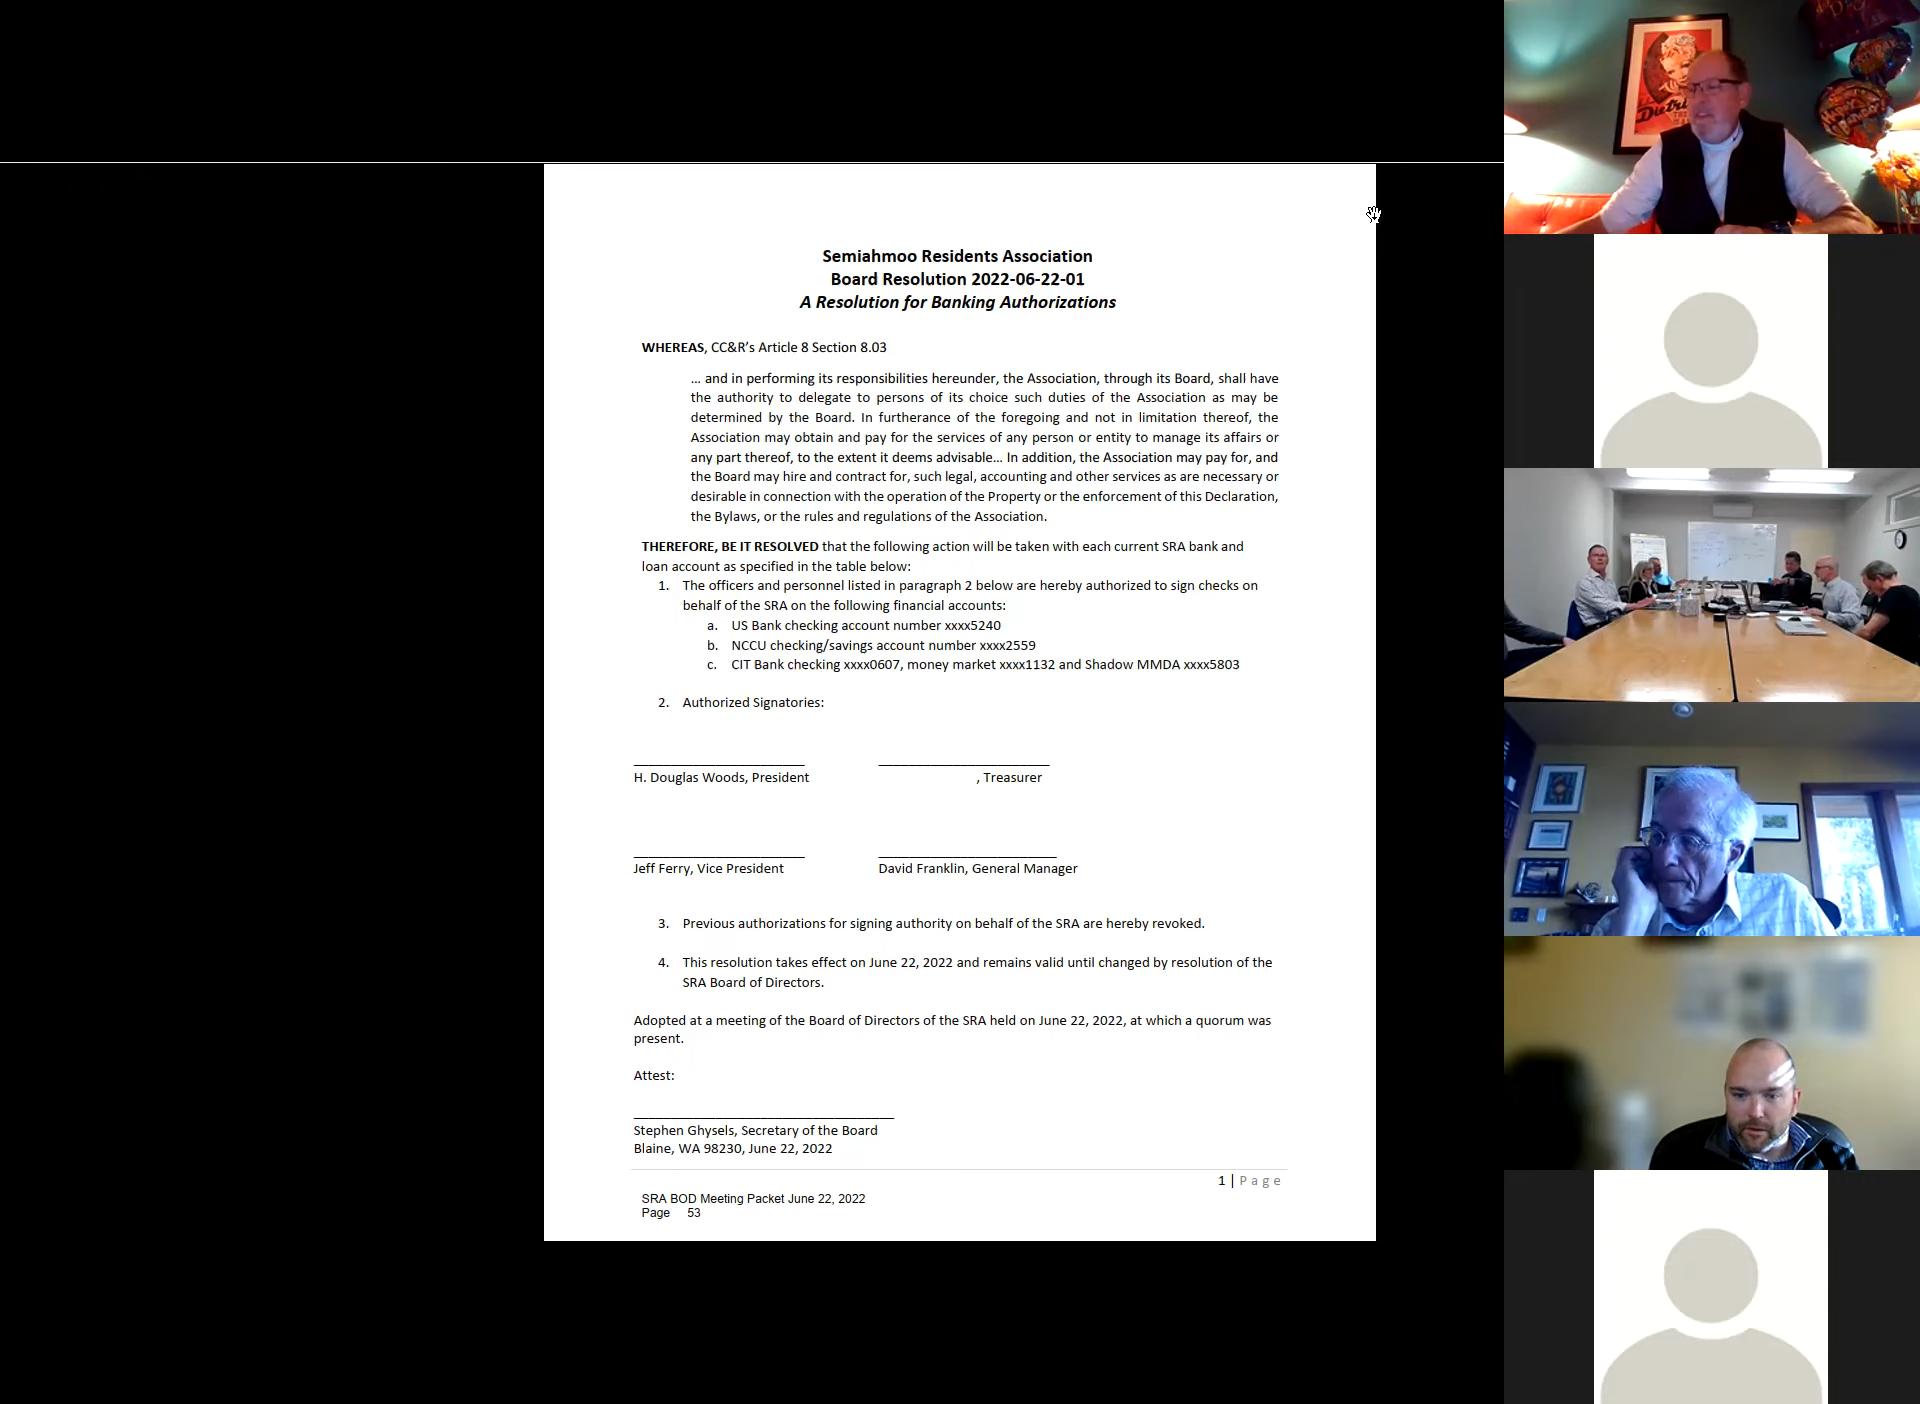 Semiahmoo Residents Association
Board Resolution 2022-06-22-01
A Resolution for Banking Authorizations
WHEREAS, CC&R's Article 8 Section 8.03
... and in performing its responsibilities hereunder, the Association, through its Board, shall have
the authority to delegate to persons of its choice such duties of the Association as may be
determined by the Board. In furtherance of the foregoing and not in limitation thereof, the
Association may obtain and pay for the services of any person or entity to manage its affairs or
any part thereof, to the extent it deems advisable... In addition, the Association may pay for, and
the Board may hire and contract for, such legal, accounting and other services as are necessary or
desirable in connection with the operation of the Property or the enforcement of this Declaration,
the Bylaws, or the rules and regulations of the Association.
THEREFORE, BE IT RESOLVED that the following action will be taken with each current SRA bank and
loan account as specified in the table below:
1. The officers and personnel listed in paragraph 2 below are hereby authorized to sign checks on
behalf of the SRA on the following financial accounts:
a. US Bank checking account number xxxx5240
b. NCCU checking/savings account number xxxx2559
c. CIT Bank checking xxxx0607, money market xxxx1132 and Shadow MMDA xxxx5803
2. Authorized Signatories:
H. Douglas Woods, President
, Treasurer
Jeff Ferry, Vice President
David Franklin, General Manager
3. Previous authorizations for signing authority on behalf of the SRA are hereby revoked.
4. This resolution takes effect on June 22, 2022 and remains valid until changed by resolution of the
SRA Board of Directors.
Adopted at a meeting of the Board of Directors of the SRA held on June 22, 2022, at which a quorum was
present.
Attest:
Stephen Ghysels, Secretary of the Board
Blaine, WA 98230, June 22, 2022
1 | Page
SRA BOD Meeting Packet June 22, 2022
Page 53